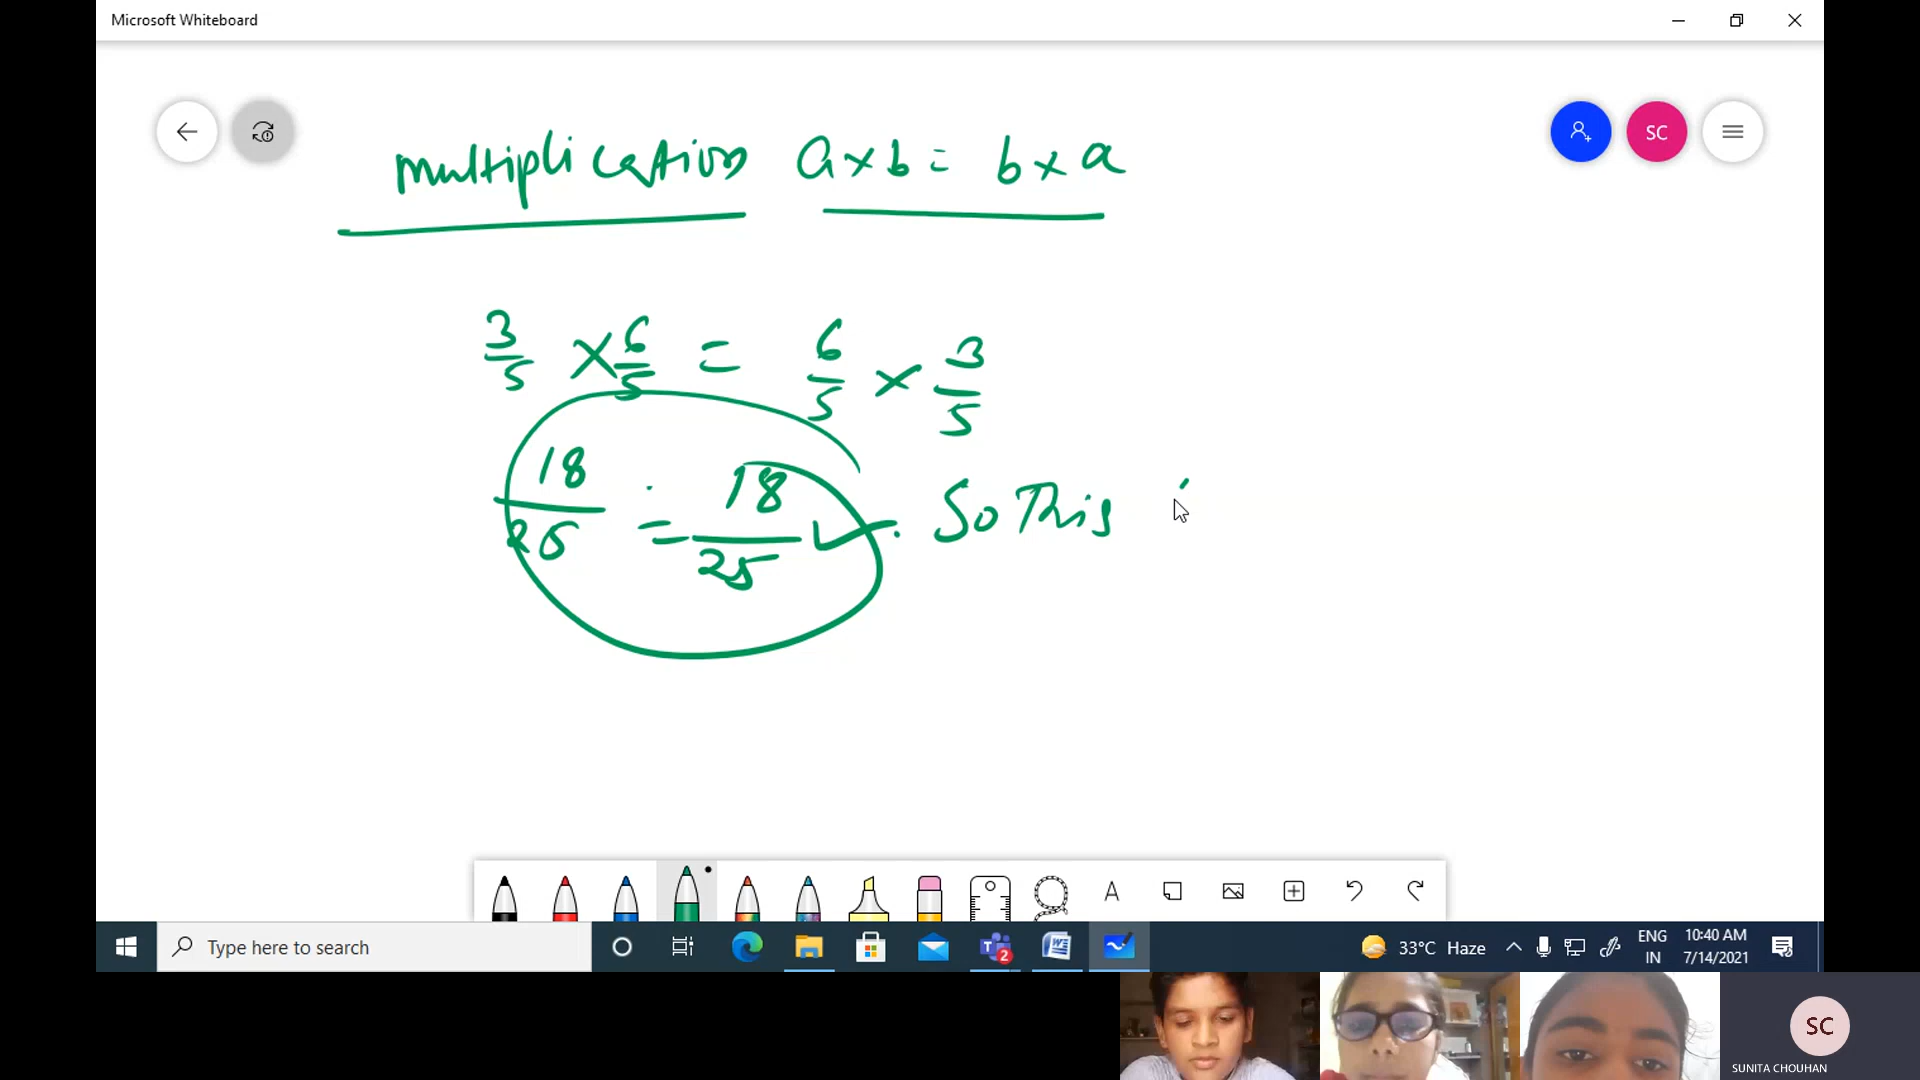 Microsoft Whiteboard
SC
multiplication a×b = b×a
3/5 × 6/5 = 6/5 × 3/5
18/25 = 18/25 ✓. So This
A
Type here to search
2
33°C Haze
ENG
IN
10:40 AM
7/14/2021
SC
SUNITA CHOUHAN